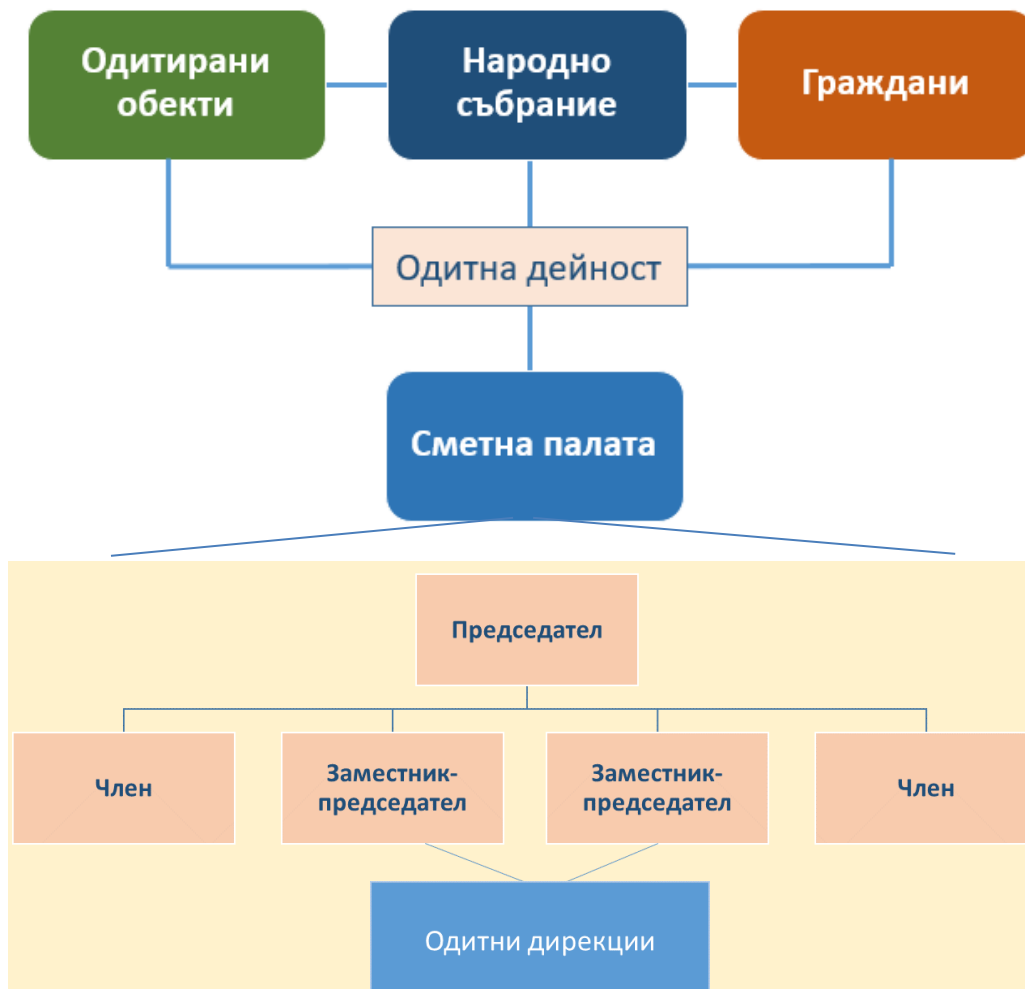 Одитирани
обекти
Народно
събрание
Граждани
Одитна дейност
Сметна палата
Председател
Член
Заместник-
председател
Заместник-
председател
Член
Одитни дирекции